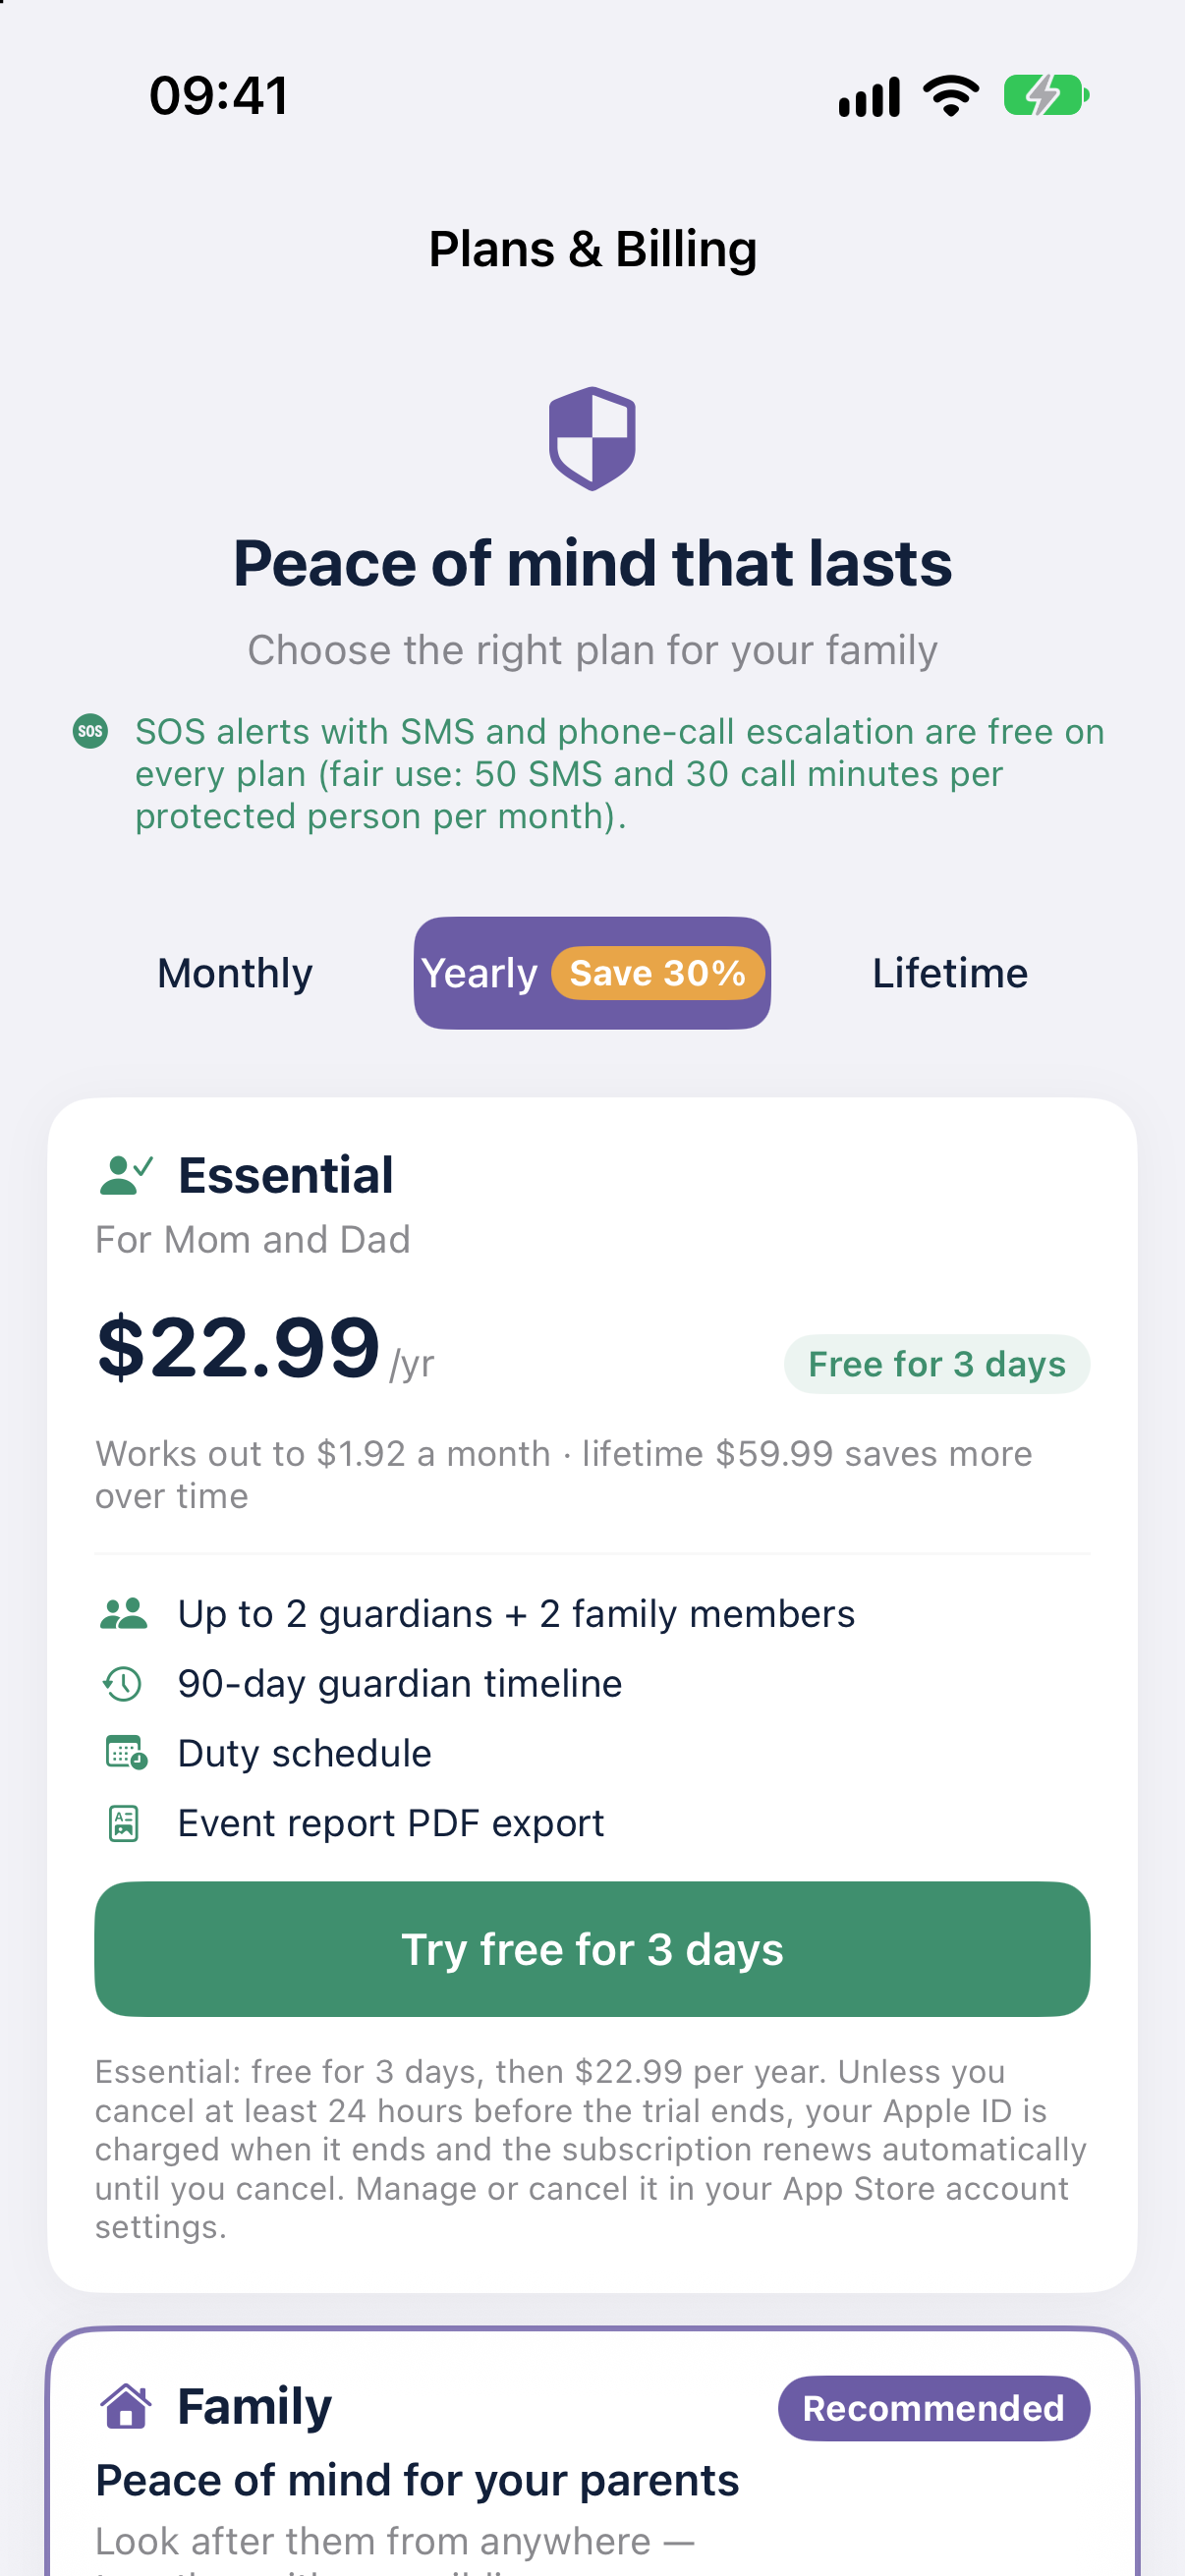 09:41
Plans & Billing
Peace of mind that lasts
Choose the right plan for your family
SOS
SOS alerts with SMS and phone-call escalation are free on
every plan (fair use: 50 SMS and 30 call minutes per
protected person per month).
Monthly
Yearly Save 30%
Lifetime
Essential
For Mom and Dad
$22.99 /yr
Free for 3 days
Works out to $1.92 a month · lifetime $59.99 saves more
over time
Up to 2 guardians + 2 family members
90-day guardian timeline
Duty schedule
Event report PDF export
Try free for 3 days
Essential: free for 3 days, then $22.99 per year. Unless you
cancel at least 24 hours before the trial ends, your Apple ID is
charged when it ends and the subscription renews automatically
until you cancel. Manage or cancel it in your App Store account
settings.
Family
Recommended
Peace of mind for your parents
Look after them from anywhere —